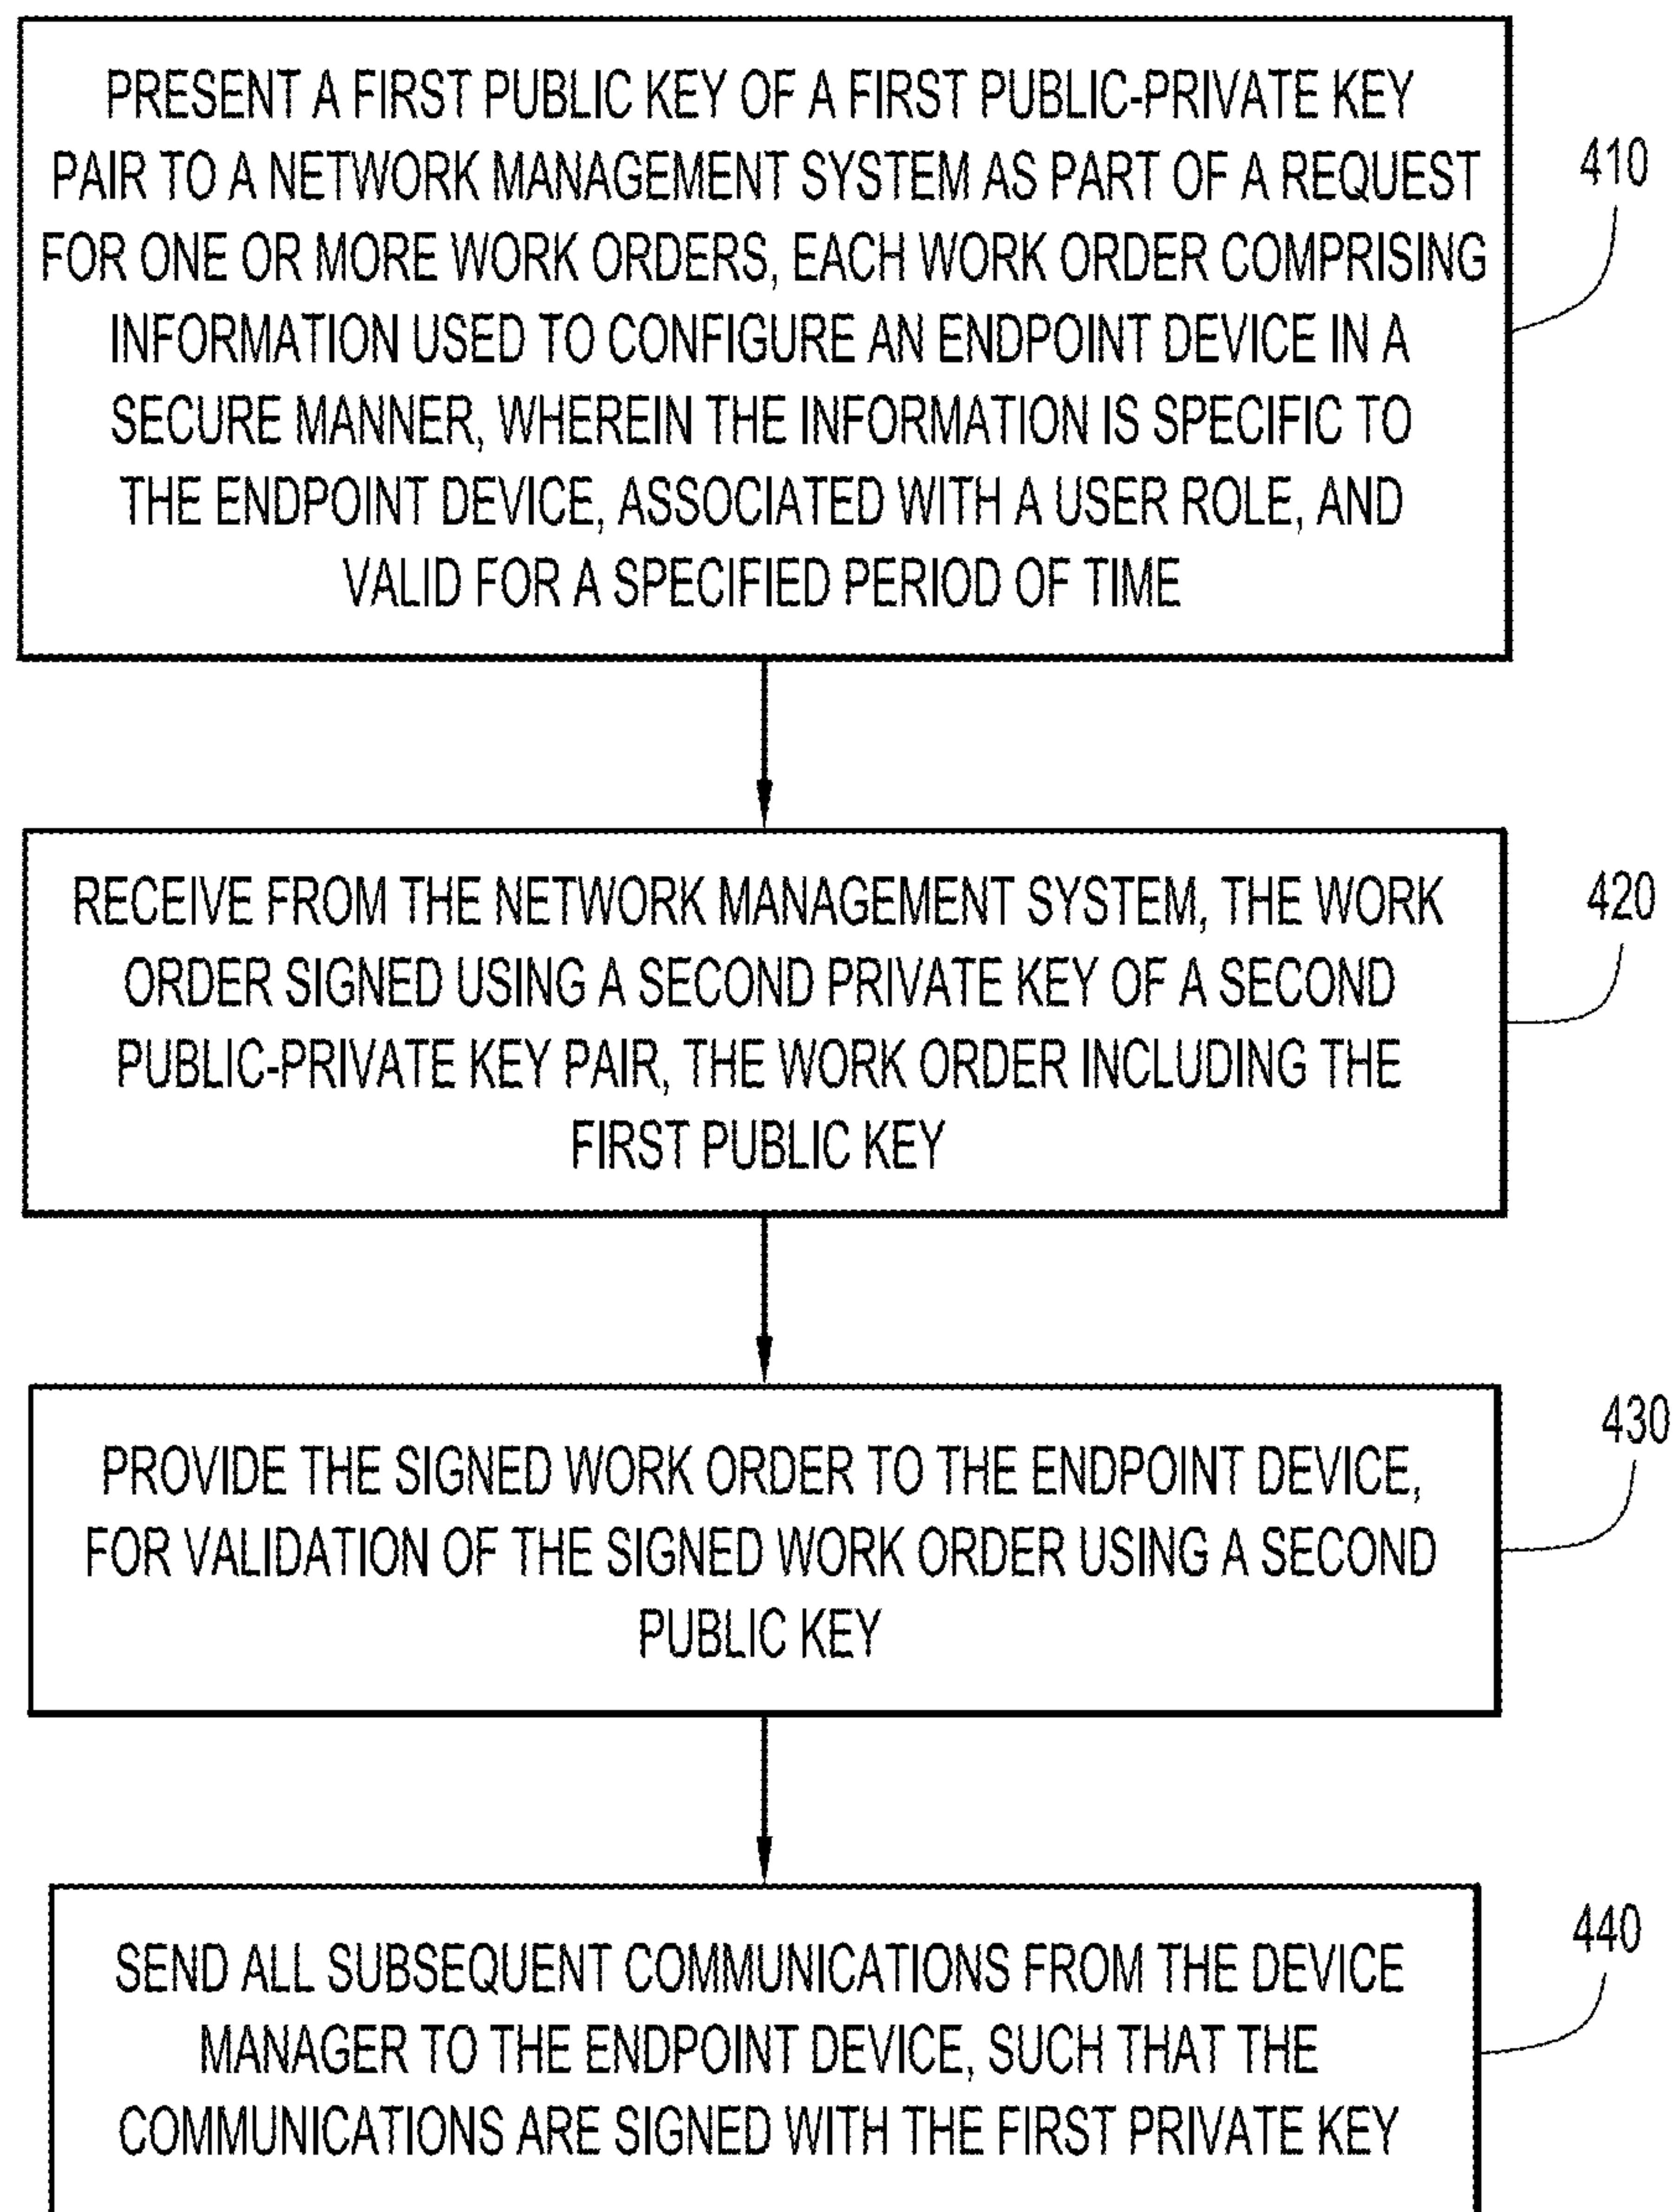 PRESENT A FIRST PUBLIC KEY OF A FIRST PUBLIC-PRIVATE KEY
PAIR TO A NETWORK MANAGEMENT SYSTEM AS PART OF A REQUEST
FOR ONE OR MORE WORK ORDERS, EACH WORK ORDER COMPRISING
INFORMATION USED TO CONFIGURE AN ENDPOINT DEVICE IN A
SECURE MANNER, WHEREIN THE INFORMATION IS SPECIFIC TO
THE ENDPOINT DEVICE, ASSOCIATED WITH A USER ROLE, AND
VALID FOR A SPECIFIED PERIOD OF TIME
410
RECEIVE FROM THE NETWORK MANAGEMENT SYSTEM, THE WORK
ORDER SIGNED USING A SECOND PRIVATE KEY OF A SECOND
PUBLIC-PRIVATE KEY PAIR, THE WORK ORDER INCLUDING THE
FIRST PUBLIC KEY
420
PROVIDE THE SIGNED WORK ORDER TO THE ENDPOINT DEVICE,
FOR VALIDATION OF THE SIGNED WORK ORDER USING A SECOND
PUBLIC KEY
430
SEND ALL SUBSEQUENT COMMUNICATIONS FROM THE DEVICE
MANAGER TO THE ENDPOINT DEVICE, SUCH THAT THE
COMMUNICATIONS ARE SIGNED WITH THE FIRST PRIVATE KEY
440